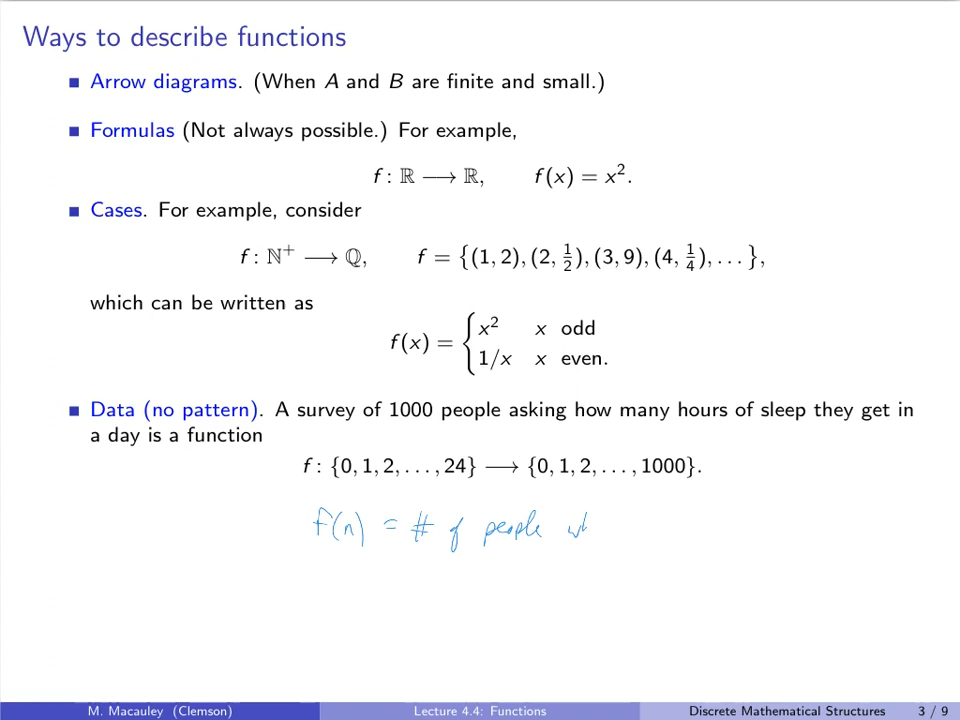 Ways to describe functions
Arrow diagrams. (When A and B are finite and small.)
Formulas (Not always possible.) For example,
f : ℝ ⟶ ℝ, f(x) = x².
Cases. For example, consider
f : ℕ⁺ ⟶ ℚ, f = {(1, 2), (2, 1/2), (3, 9), (4, 1/4), . . . },
which can be written as
f(x) = { x² x odd
1/x x even.
Data (no pattern). A survey of 1000 people asking how many hours of sleep they get in
a day is a function
f : {0, 1, 2, . . . , 24} ⟶ {0, 1, 2, . . . , 1000}.
f(n) = # of people wh
M. Macauley (Clemson) Lecture 4.4: Functions Discrete Mathematical Structures 3 / 9